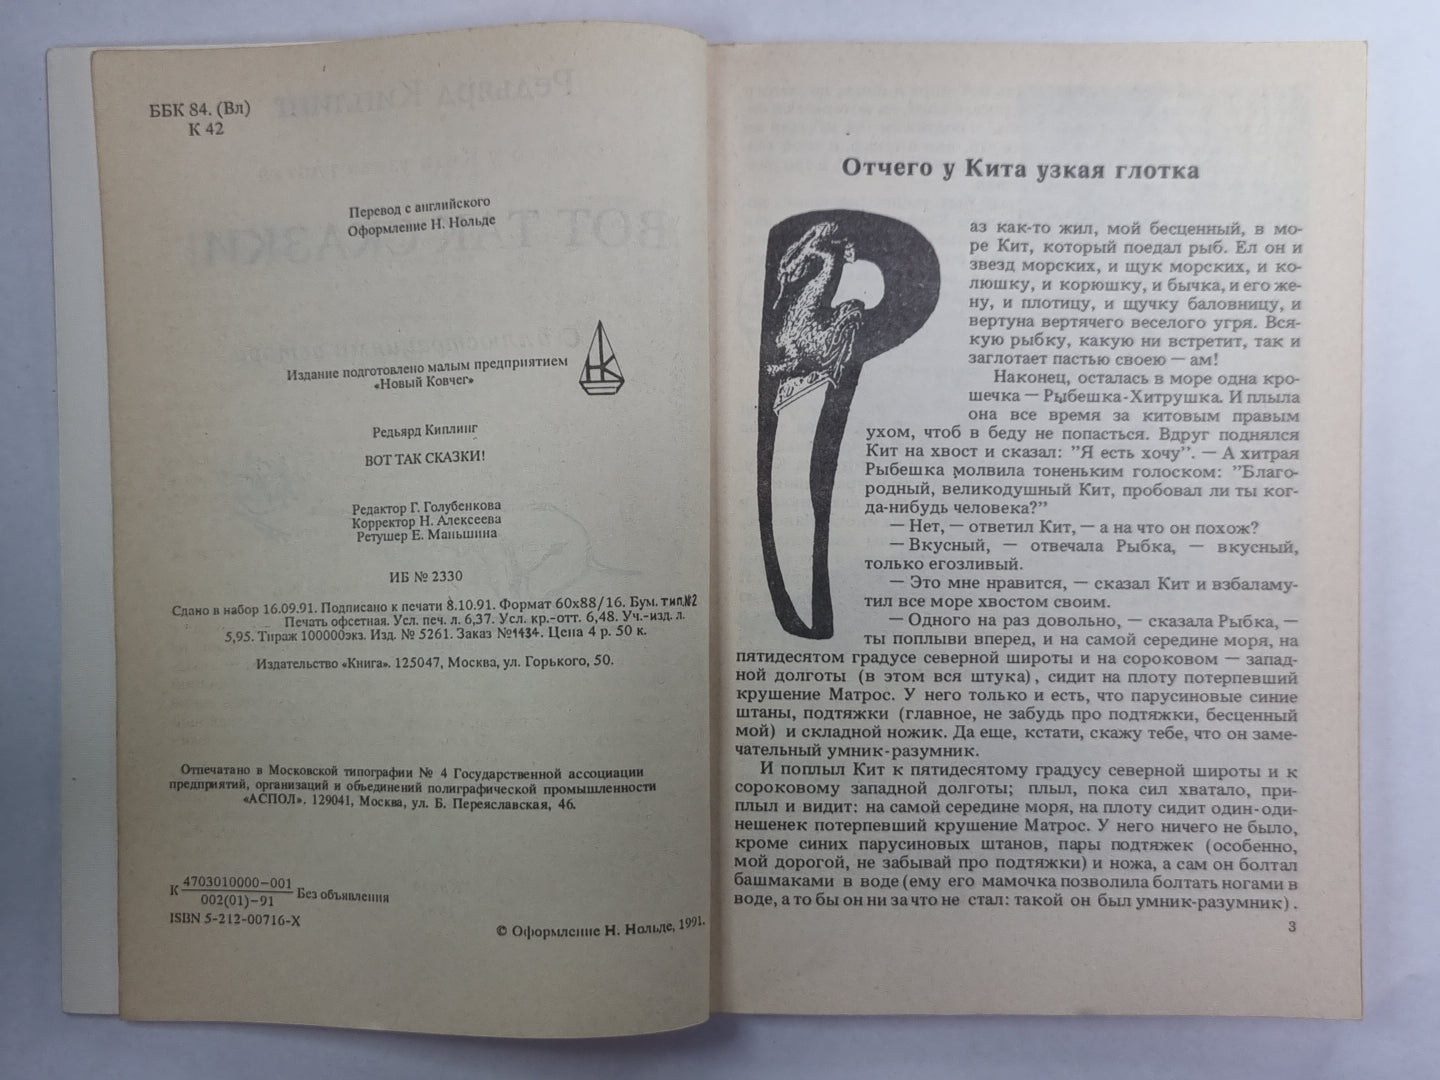 ББК 84. (Вл)
К 42
Перевод с английского
Оформление Н. Нольде
Издание подготовлено малым предприятием
«Новый Ковчег»
НК
Редьярд Киплинг
ВОТ ТАК СКАЗКИ!
Редактор Г. Голубенкова
Корректор Н. Алексеева
Ретушер Е. Маньшина
ИБ № 2330
Сдано в набор 16.09.91. Подписано к печати 8.10.91. Формат 60х88/16. Бум. тип.№2
Печать офсетная. Усл. печ. л. 6,37. Усл. кр.-отт. 6,48. Уч.-изд. л.
5,95. Тираж 100000экз. Изд. № 5261. Заказ №1134. Цена 4 р. 50 к.
Издательство «Книга». 125047, Москва, ул. Горького, 50.
Отпечатано в Московской типографии № 4 Государственной ассоциации
предприятий, организаций и объединений полиграфической промышленности
«АСПОЛ». 129041, Москва, ул. Б. Переяславская, 46.
К 4703010000-001 Без объявления
002(01)-91
ISBN 5-212-00716-X
© Оформление Н. Нольде, 1991.
Отчего у Кита узкая глотка
Раз как-то жил, мой бесценный, в мо-
ре Кит, который поедал рыб. Ел он и
звезд морских, и щук морских, и ко-
люшку, и корюшку, и бычка, и его же-
ну, и плотицу, и щучку баловницу, и
вертуна вертячего веселого угря. Вся-
кую рыбку, какую ни встретит, так и
заглотает пастью своею — ам!
Наконец, осталась в море одна кро-
шечка — Рыбешка-Хитрушка. И плыла
она все время за китовым правым
ухом, чтоб в беду не попасться. Вдруг поднялся
Кит на хвост и сказал: "Я есть хочу". — А хитрая
Рыбешка молвила тоненьким голоском: "Благо-
родный, великодушный Кит, пробовал ли ты ког-
да-нибудь человека?"
— Нет, — ответил Кит, — а на что он похож?
— Вкусный, — отвечала Рыбка, — вкусный,
только егозливый.
— Это мне нравится, — сказал Кит и взбаламу-
тил все море хвостом своим.
— Одного на раз довольно, — сказала Рыбка, —
ты поплыви вперед, и на самой середине моря, на
пятидесятом градусе северной широты и на сороковом — запад-
ной долготы (в этом вся штука), сидит на плоту потерпевший
крушение Матрос. У него только и есть, что парусиновые синие
штаны, подтяжки (главное, не забудь про подтяжки, бесценный
мой) и складной ножик. Да еще, кстати, скажу тебе, что он заме-
чательный умник-разумник.
И поплыл Кит к пятидесятому градусу северной широты и к
сороковому западной долготы; плыл, пока сил хватало, при-
плыл и видит: на самой середине моря, на плоту сидит один-оди-
нешенек потерпевший крушение Матрос. У него ничего не было,
кроме синих парусиновых штанов, пары подтяжек (особенно,
мой дорогой, не забывай про подтяжки) и ножа, а сам он болтал
башмаками в воде (ему его мамочка позволила болтать ногами в
воде, а то бы он ни за что не стал: такой он был умник-разумник).
3